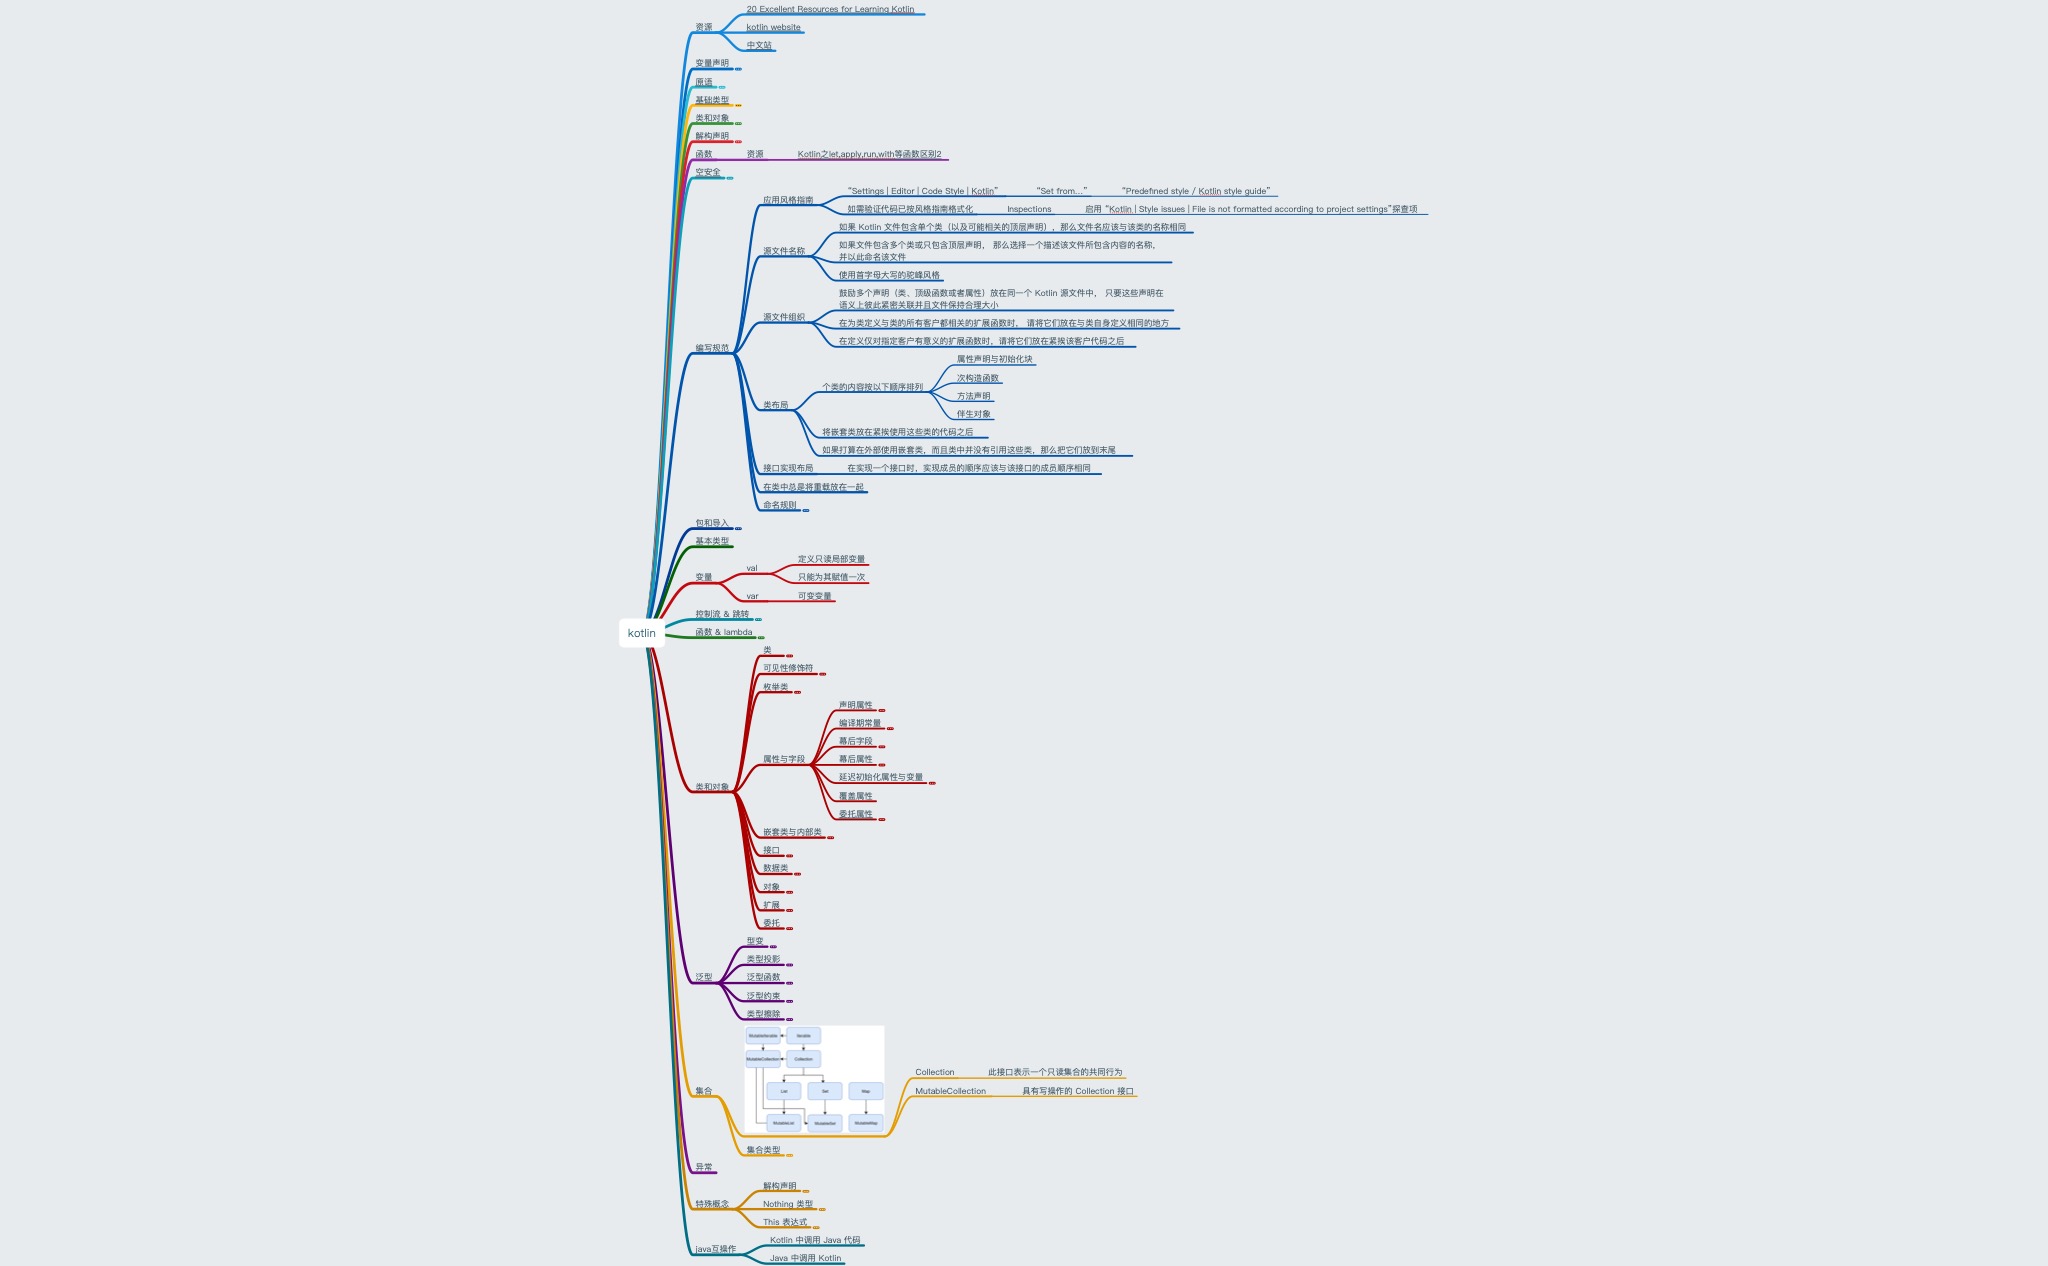 20 Excellent Resources for Learning Kotlin
资源
kotlin website
中文站
变量声明
原语
基础类型
类和对象
解构声明
函数 资源 Kotlin之let,apply,run,with等函数区别2
空安全
“Settings | Editor | Code Style | Kotlin” “Set from…” “Predefined style / Kotlin style guide”
应用风格指南
如需验证代码已按风格指南格式化 Inspections 启用 “Kotlin | Style issues | File is not formatted according to project settings”探查项
如果 Kotlin 文件包含单个类（以及可能相关的顶层声明），那么文件名应该与该类的名称相同
源文件名称
如果文件包含多个类或只包含顶层声明， 那么选择一个描述该文件所包含内容的名称，
并以此命名该文件
使用首字母大写的驼峰风格
鼓励多个声明（类、顶级函数或者属性）放在同一个 Kotlin 源文件中， 只要这些声明在
语义上彼此紧密关联并且文件保持合理大小
源文件组织
在为类定义与类的所有客户都相关的扩展函数时， 请将它们放在与类自身定义相同的地方
在定义仅对指定客户有意义的扩展函数时，请将它们放在紧挨该客户代码之后
编写规范
属性声明与初始化块
次构造函数
个类的内容按以下顺序排列
方法声明
类布局
伴生对象
将嵌套类放在紧挨使用这些类的代码之后
如果打算在外部使用嵌套类，而且类中并没有引用这些类，那么把它们放到末尾
接口实现布局 在实现一个接口时，实现成员的顺序应该与该接口的成员顺序相同
在类中总是将重载放在一起
命名规则
包和导入
基本类型
定义只读局部变量
val
变量
只能为其赋值一次
var 可变变量
控制流 & 跳转
函数 & lambda
kotlin
类
可见性修饰符
枚举类
声明属性
编译期常量
幕后字段
属性与字段
幕后属性
延迟初始化属性与变量
类和对象
覆盖属性
委托属性
嵌套类与内部类
接口
数据类
对象
扩展
委托
型变
类型投影
泛型
泛型函数
泛型约束
类型擦除
MutableIterable Iterable
MutableCollection Collection
Collection 此接口表示一个只读集合的共同行为
集合
List Set Map
MutableCollection 具有写操作的 Collection 接口
MutableList MutableSet MutableMap
集合类型
异常
解构声明
特殊概念
Nothing 类型
This 表达式
Kotlin 中调用 Java 代码
java互操作
Java 中调用 Kotlin